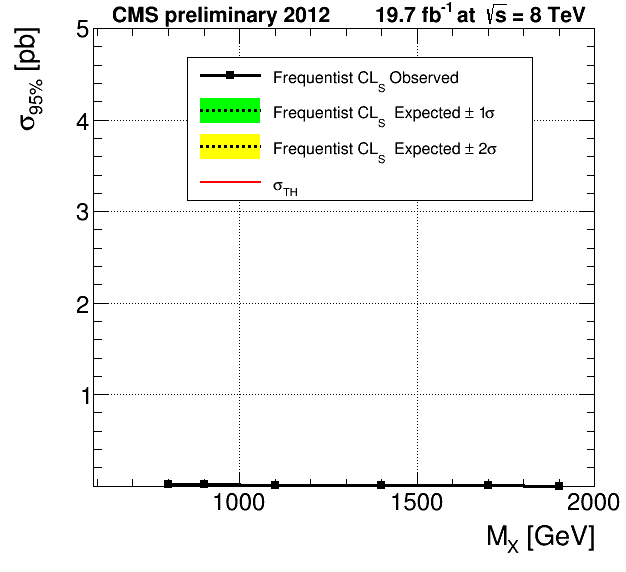 CMS preliminary 2012 19.7 fb⁻¹ at √s = 8 TeV
σ95% [pb]
5
4
3
2
1
Frequentist CLS Observed
Frequentist CLS Expected ± 1σ
Frequentist CLS Expected ± 2σ
σTH
1000 1500 2000
MX [GeV]